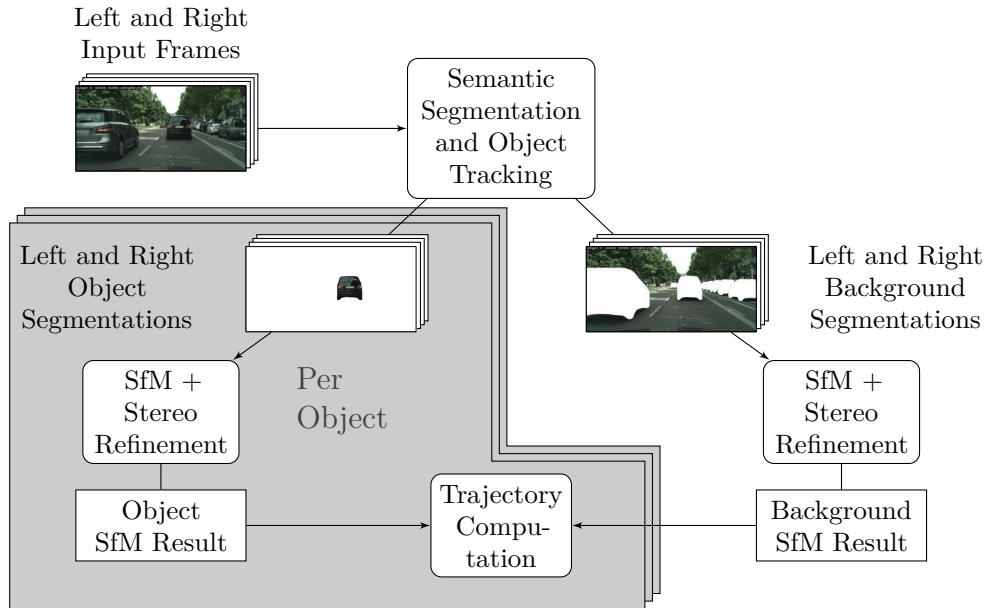 Left and Right
Input Frames
Semantic
Segmentation
and Object
Tracking
Left and Right
Object
Segmentations
Left and Right
Background
Segmentations
SfM +
Stereo
Refinement
Per
Object
SfM +
Stereo
Refinement
Object
SfM Result
Trajectory
Compu-
tation
Background
SfM Result